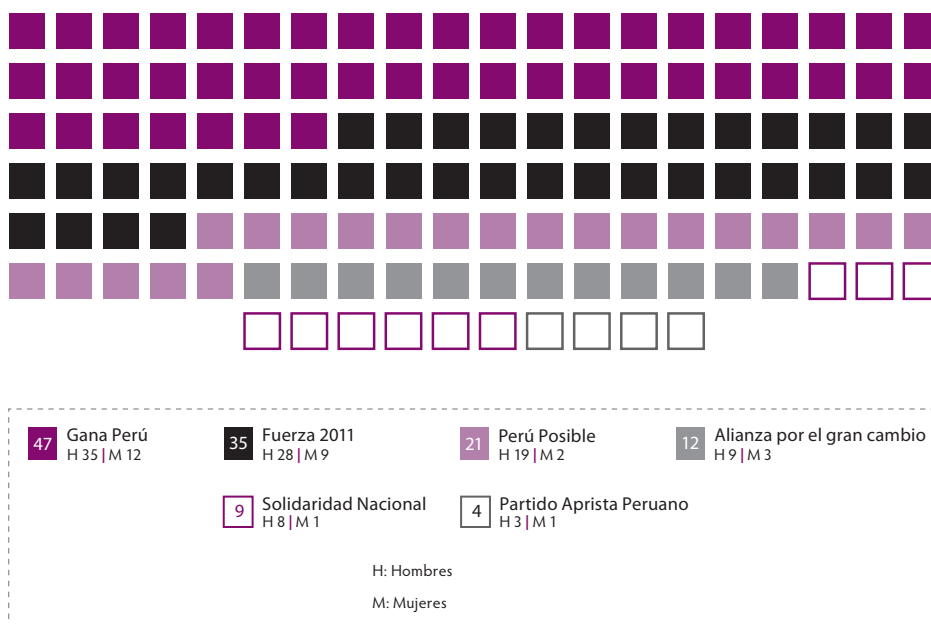 47 Gana Perú
H 35 | M 12
35 Fuerza 2011
H 28 | M 9
21 Perú Posible
H 19 | M 2
12 Alianza por el gran cambio
H 9 | M 3
9 Solidaridad Nacional
H 8 | M 1
4 Partido Aprista Peruano
H 3 | M 1
H: Hombres
M: Mujeres